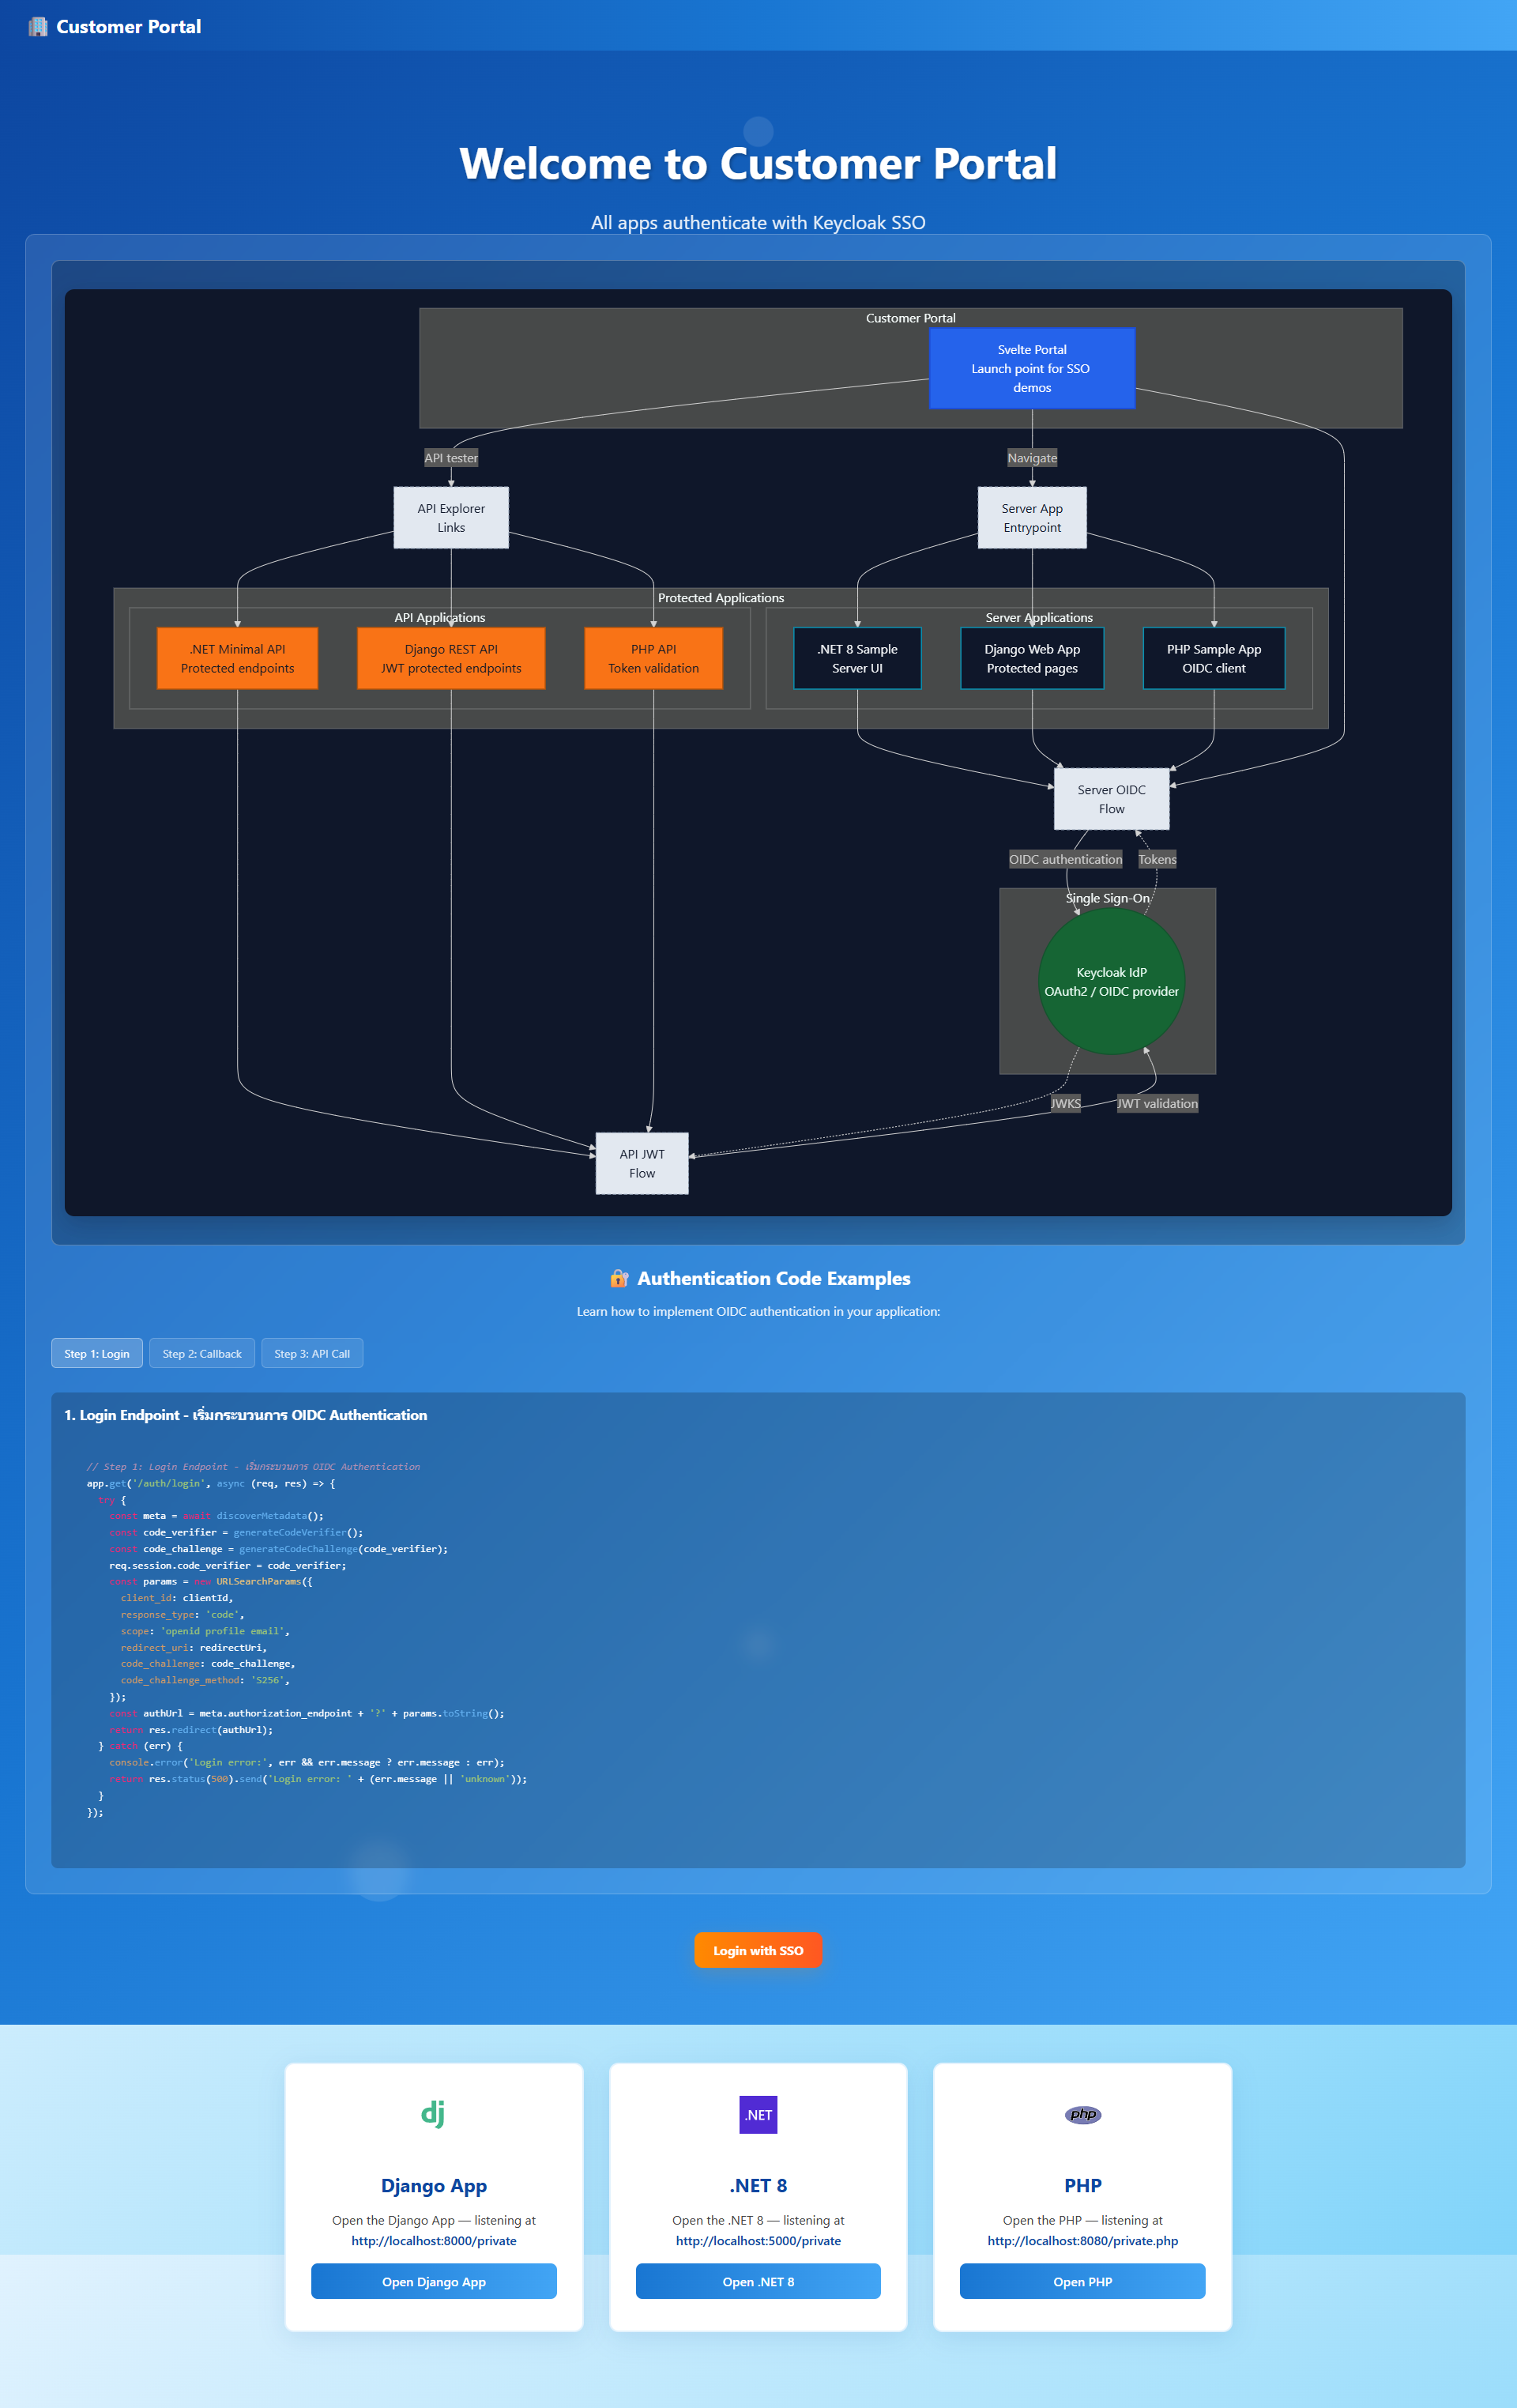 🏢 Customer Portal
Welcome to Customer Portal
All apps authenticate with Keycloak SSO
Customer Portal
Svelte Portal
Launch point for SSO
demos
API tester
Navigate
API Explorer
Links
Server App
Entrypoint
Protected Applications
API Applications
Server Applications
.NET Minimal API
Protected endpoints
Django REST API
JWT protected endpoints
PHP API
Token validation
.NET 8 Sample
Server UI
Django Web App
Protected pages
PHP Sample App
OIDC client
Server OIDC
Flow
OIDC authentication
Tokens
Single Sign-On
Keycloak IdP
OAuth2 / OIDC provider
JWKS
JWT validation
API JWT
Flow
🔐 Authentication Code Examples
Learn how to implement OIDC authentication in your application:
Step 1: Login
Step 2: Callback
Step 3: API Call
1. Login Endpoint - เริ่มกระบวนการ OIDC Authentication
// Step 1: Login Endpoint - เริ่มกระบวนการ OIDC Authentication
app.get('/auth/login', async (req, res) => {
  try {
    const meta = await discoverMetadata();
    const code_verifier = generateCodeVerifier();
    const code_challenge = generateCodeChallenge(code_verifier);
    req.session.code_verifier = code_verifier;
    const params = new URLSearchParams({
      client_id: clientId,
      response_type: 'code',
      scope: 'openid profile email',
      redirect_uri: redirectUri,
      code_challenge: code_challenge,
      code_challenge_method: 'S256',
    });
    const authUrl = meta.authorization_endpoint + '?' + params.toString();
    return res.redirect(authUrl);
  } catch (err) {
    console.error('Login error:', err && err.message ? err.message : err);
    return res.status(500).send('Login error: ' + (err.message || 'unknown'));
  }
});
Login with SSO
dj
Django App
Open the Django App — listening at
http://localhost:8000/private
Open Django App
.NET
.NET 8
Open the .NET 8 — listening at
http://localhost:5000/private
Open .NET 8
php
PHP
Open the PHP — listening at
http://localhost:8080/private.php
Open PHP